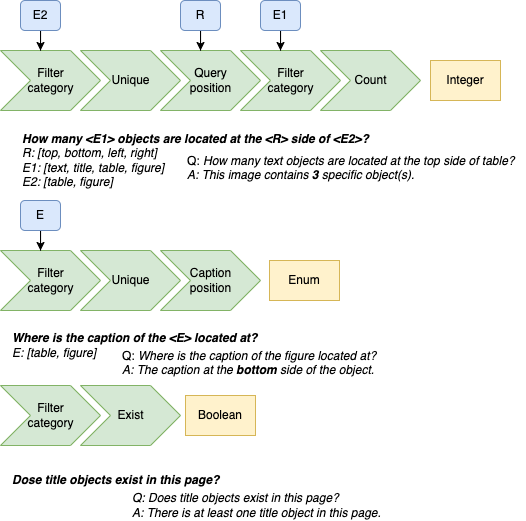 E2 R E1
Filter category Unique Query position Filter category Count Integer
How many <E1> objects are located at the <R> side of <E2>?
R: [top, bottom, left, right]
E1: [text, title, table, figure]
E2: [table, figure]
Q: How many text objects are located at the top side of table?
A: This image contains 3 specific object(s).
E
Filter category Unique Caption position Enum
Where is the caption of the <E> located at?
E: [table, figure]
Q: Where is the caption of the figure located at?
A: The caption at the bottom side of the object.
Filter category Exist Boolean
Dose title objects exist in this page?
Q: Does title objects exist in this page?
A: There is at least one title object in this page.